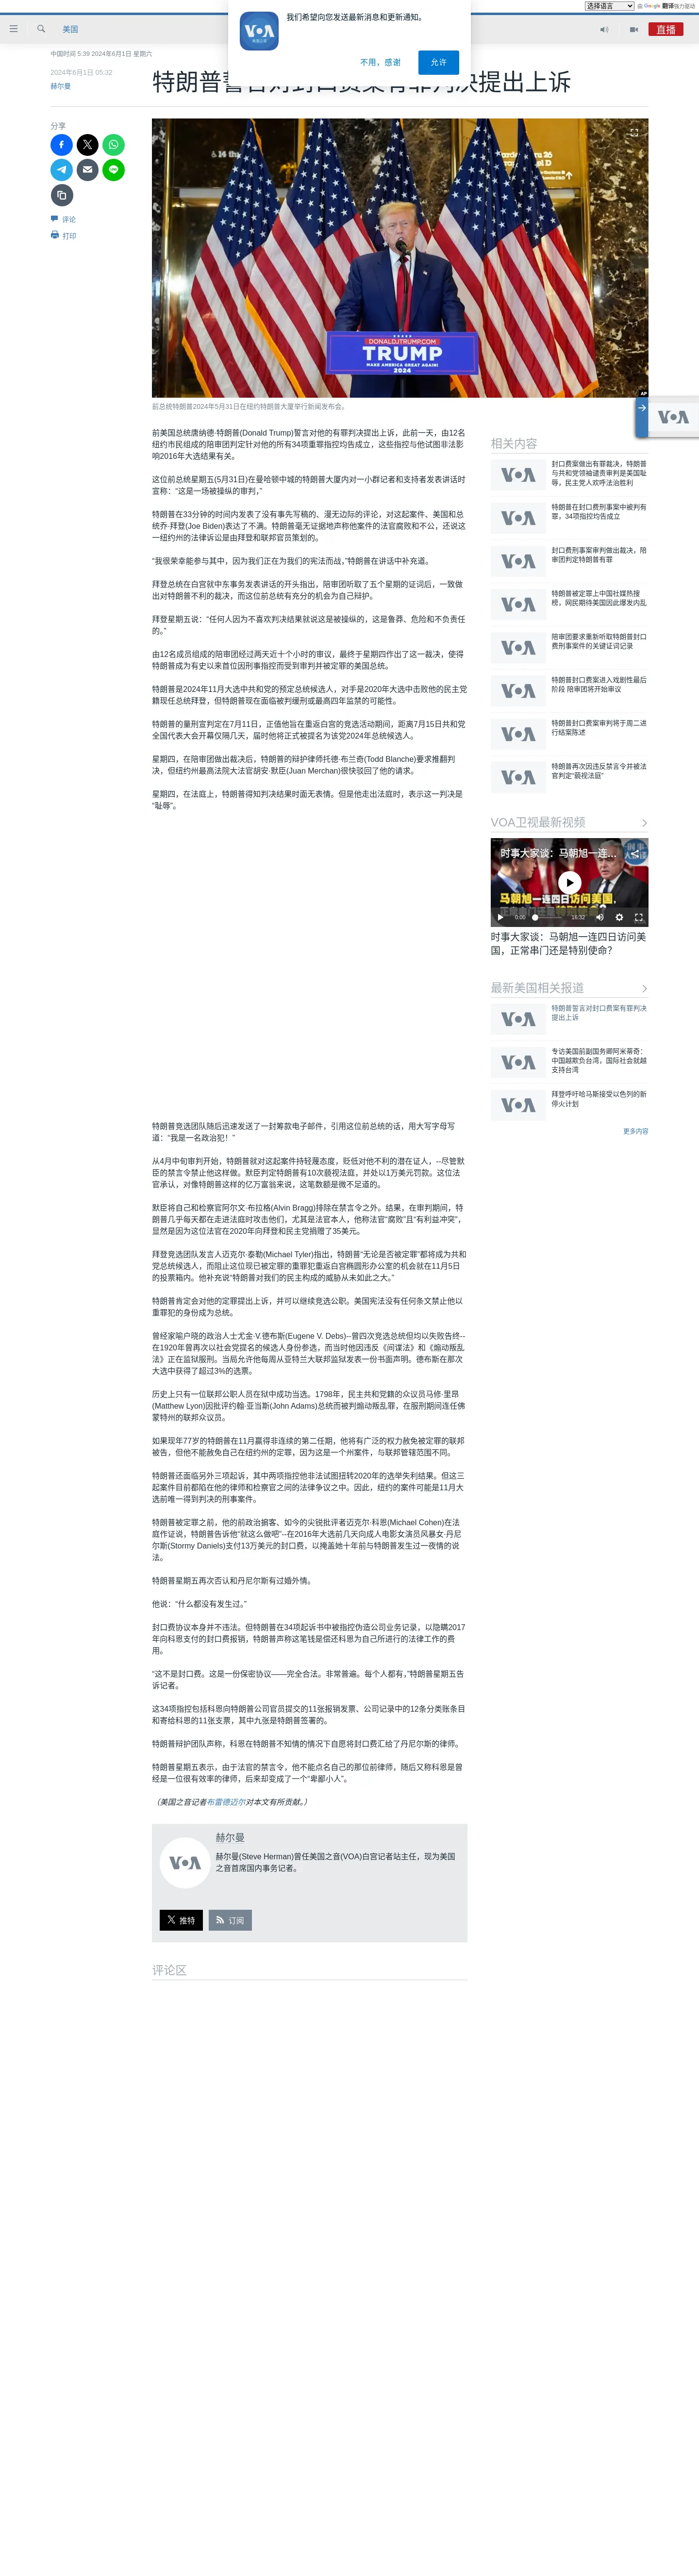 选择语言
由 Google 翻译强力驱动
我们希望向您发送最新消息和更新通知。
VOA
美国之音
不用，感谢
允许
美国
直播
中国时间 5:39 2024年6月1日 星期六
2024年6月1日 05:32
赫尔曼
特朗普誓言对封口费案有罪判决提出上诉
分享
评论
打印
DONALDJTRUMP.COM
TRUMP
MAKE AMERICA GREAT AGAIN!
2024
AP
前总统特朗普2024年5月31日在纽约特朗普大厦举行新闻发布会。
前美国总统唐纳德·特朗普(Donald Trump)誓言对他的有罪判决提出上诉，此前一天，由12名
纽约市民组成的陪审团判定针对他的所有34项重罪指控均告成立，这些指控与他试图非法影
响2016年大选结果有关。
这位前总统星期五(5月31日)在曼哈顿中城的特朗普大厦内对一小群记者和支持者发表讲话时
宣称：“这是一场被操纵的审判，”
特朗普在33分钟的时间内发表了没有事先写稿的、漫无边际的评论，对这起案件、美国和总
统乔·拜登(Joe Biden)表达了不满。特朗普毫无证据地声称他案件的法官腐败和不公，还说这
一纽约州的法律诉讼是由拜登和联邦官员策划的。
“我很荣幸能参与其中，因为我们正在为我们的宪法而战，”特朗普在讲话中补充道。
拜登总统在白宫就中东事务发表讲话的开头指出，陪审团听取了五个星期的证词后，一致做
出对特朗普不利的裁决，而这位前总统享有充分的机会为自己辩护。
拜登星期五说：“任何人因为不喜欢判决结果就说这是被操纵的，这是鲁莽、危险和不负责任
的。”
由12名成员组成的陪审团经过两天近十个小时的审议，最终于星期四作出了这一裁决，使得
特朗普成为有史以来首位因刑事指控而受到审判并被定罪的美国总统。
特朗普是2024年11月大选中共和党的预定总统候选人，对手是2020年大选中击败他的民主党
籍现任总统拜登，但特朗普现在面临被判缓刑或最高四年监禁的可能性。
特朗普的量刑宣判定在7月11日，正值他旨在重返白宫的竞选活动期间，距离7月15日共和党
全国代表大会开幕仅隔几天，届时他将正式被提名为该党2024年总统候选人。
星期四，在陪审团做出裁决后，特朗普的辩护律师托德·布兰奇(Todd Blanche)要求推翻判
决，但纽约州最高法院大法官胡安·默臣(Juan Merchan)很快驳回了他的请求。
星期四，在法庭上，特朗普得知判决结果时面无表情。但是他走出法庭时，表示这一判决是
“耻辱”。
特朗普竞选团队随后迅速发送了一封筹款电子邮件，引用这位前总统的话，用大写字母写
道：“我是一名政治犯！”
从4月中旬审判开始，特朗普就对这起案件持轻蔑态度，贬低对他不利的潜在证人，--尽管默
臣的禁言令禁止他这样做。默臣判定特朗普有10次藐视法庭，并处以1万美元罚款。这位法
官承认，对像特朗普这样的亿万富翁来说，这笔数额是微不足道的。
默臣将自己和检察官阿尔文·布拉格(Alvin Bragg)排除在禁言令之外。结果，在审判期间，特
朗普几乎每天都在走进法庭时攻击他们，尤其是法官本人，他称法官“腐败”且“有利益冲突”，
显然是因为这位法官在2020年向拜登和民主党捐赠了35美元。
拜登竞选团队发言人迈克尔·泰勒(Michael Tyler)指出，特朗普“无论是否被定罪”都将成为共和
党总统候选人，而阻止这位现已被定罪的重罪犯重返白宫椭圆形办公室的机会就在11月5日
的投票箱内。他补充说“特朗普对我们的民主构成的威胁从未如此之大。”
特朗普肯定会对他的定罪提出上诉，并可以继续竞选公职。美国宪法没有任何条文禁止他以
重罪犯的身份成为总统。
曾经家喻户晓的政治人士尤金·V.德布斯(Eugene V. Debs)--曾四次竞选总统但均以失败告终--
在1920年曾再次以社会党提名的候选人身份参选，而当时他因违反《间谍法》和《煽动叛乱
法》正在监狱服刑。当局允许他每周从亚特兰大联邦监狱发表一份书面声明。德布斯在那次
大选中获得了超过3%的选票。
历史上只有一位联邦公职人员在狱中成功当选。1798年，民主共和党籍的众议员马修·里昂
(Matthew Lyon)因批评约翰·亚当斯(John Adams)总统而被判煽动叛乱罪，在服刑期间连任佛
蒙特州的联邦众议员。
如果现年77岁的特朗普在11月赢得非连续的第二任期，他将有广泛的权力赦免被定罪的联邦
被告，但他不能赦免自己在纽约州的定罪，因为这是一个州案件，与联邦管辖范围不同。
特朗普还面临另外三项起诉，其中两项指控他非法试图扭转2020年的选举失利结果。但这三
起案件目前都陷在他的律师和检察官之间的法律争议之中。因此，纽约的案件可能是11月大
选前唯一得到判决的刑事案件。
特朗普被定罪之前，他的前政治掮客、如今的尖锐批评者迈克尔·科恩(Michael Cohen)在法
庭作证说，特朗普告诉他“就这么做吧”--在2016年大选前几天向成人电影女演员风暴女·丹尼
尔斯(Stormy Daniels)支付13万美元的封口费，以掩盖她十年前与特朗普发生过一夜情的说
法。
特朗普星期五再次否认和丹尼尔斯有过婚外情。
他说：“什么都没有发生过。”
封口费协议本身并不违法。但特朗普在34项起诉书中被指控伪造公司业务记录，以隐瞒2017
年向科恩支付的封口费报销，特朗普声称这笔钱是偿还科恩为自己所进行的法律工作的费
用。
“这不是封口费。这是一份保密协议——完全合法。非常普遍。每个人都有，”特朗普星期五告
诉记者。
这34项指控包括科恩向特朗普公司官员提交的11张报销发票、公司记录中的12条分类账条目
和寄给科恩的11张支票，其中九张是特朗普签署的。
特朗普辩护团队声称，科恩在特朗普不知情的情况下自愿将封口费汇给了丹尼尔斯的律师。
特朗普星期五表示，由于法官的禁言令，他不能点名自己的那位前律师，随后又称科恩是曾
经是一位很有效率的律师，后来却变成了一个“卑鄙小人”。
（美国之音记者布雷德迈尔对本文有所贡献。）
VOA
赫尔曼
赫尔曼(Steve Herman)曾任美国之音(VOA)白宫记者站主任，现为美国
之音首席国内事务记者。
推特
订阅
评论区
VOA
相关内容
VOA
封口费案做出有罪裁决，特朗普
与共和党领袖谴责审判是美国耻
辱，民主党人欢呼法治胜利
VOA
特朗普在封口费刑事案中被判有
罪，34项指控均告成立
VOA
封口费刑事案审判做出裁决，陪
审团判定特朗普有罪
VOA
特朗普被定罪上中国社媒热搜
榜，网民期待美国因此爆发内乱
VOA
陪审团要求重新听取特朗普封口
费刑事案件的关键证词记录
VOA
特朗普封口费案进入戏剧性最后
阶段 陪审团将开始审议
VOA
特朗普封口费案审判将于周二进
行结案陈述
VOA
特朗普再次因违反禁言令并被法
官判定“藐视法庭”
VOA卫视最新视频
时事大家谈：马朝旭一连…
马朝旭一连四日访问美国，
0:00
16:32
时事大家谈：马朝旭一连四日访问美
国，正常串门还是特别使命？
最新美国相关报道
VOA
特朗普誓言对封口费案有罪判决
提出上诉
VOA
专访美国前副国务卿阿米蒂奇：
中国越欺负台湾，国际社会就越
支持台湾
VOA
拜登呼吁哈马斯接受以色列的新
停火计划
更多内容